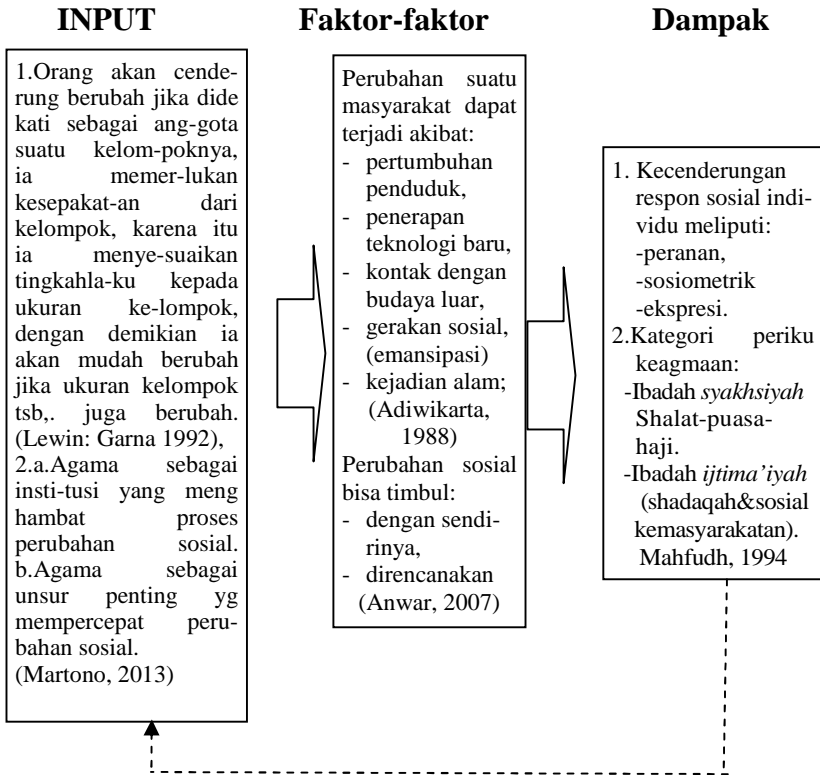 INPUT
1.Orang akan cende-
rung berubah jika dide
kati sebagai ang-gota
suatu kelom-poknya,
ia memer-lukan
kesepakat-an dari
kelompok, karena itu
ia menye-suaikan
tingkahla-ku kepada
ukuran ke-lompok,
dengan demikian ia
akan mudah berubah
jika ukuran kelompok
tsb,. juga berubah.
(Lewin: Garna 1992),
2.a.Agama sebagai
insti-tusi yang meng
hambat proses
perubahan sosial.
b.Agama sebagai
unsur penting yg
mempercepat peru-
bahan sosial.
(Martono, 2013)
Faktor-faktor
Perubahan suatu
masyarakat dapat
terjadi akibat:
- pertumbuhan
penduduk,
- penerapan
teknologi baru,
- kontak dengan
budaya luar,
- gerakan sosial,
(emansipasi)
- kejadian alam;
(Adiwikarta,
1988)
Perubahan sosial
bisa timbul:
- dengan sendi-
rinya,
- direncanakan
(Anwar, 2007)
Dampak
1. Kecenderungan
respon sosial indi-
vidu meliputi:
-peranan,
-sosiometrik
-ekspresi.
2.Kategori periku
keagmaan:
-Ibadah syakhsiyah
Shalat-puasa-
haji.
-Ibadah ijtima’iyah
(shadaqah&sosial
kemasyarakatan).
Mahfudh, 1994